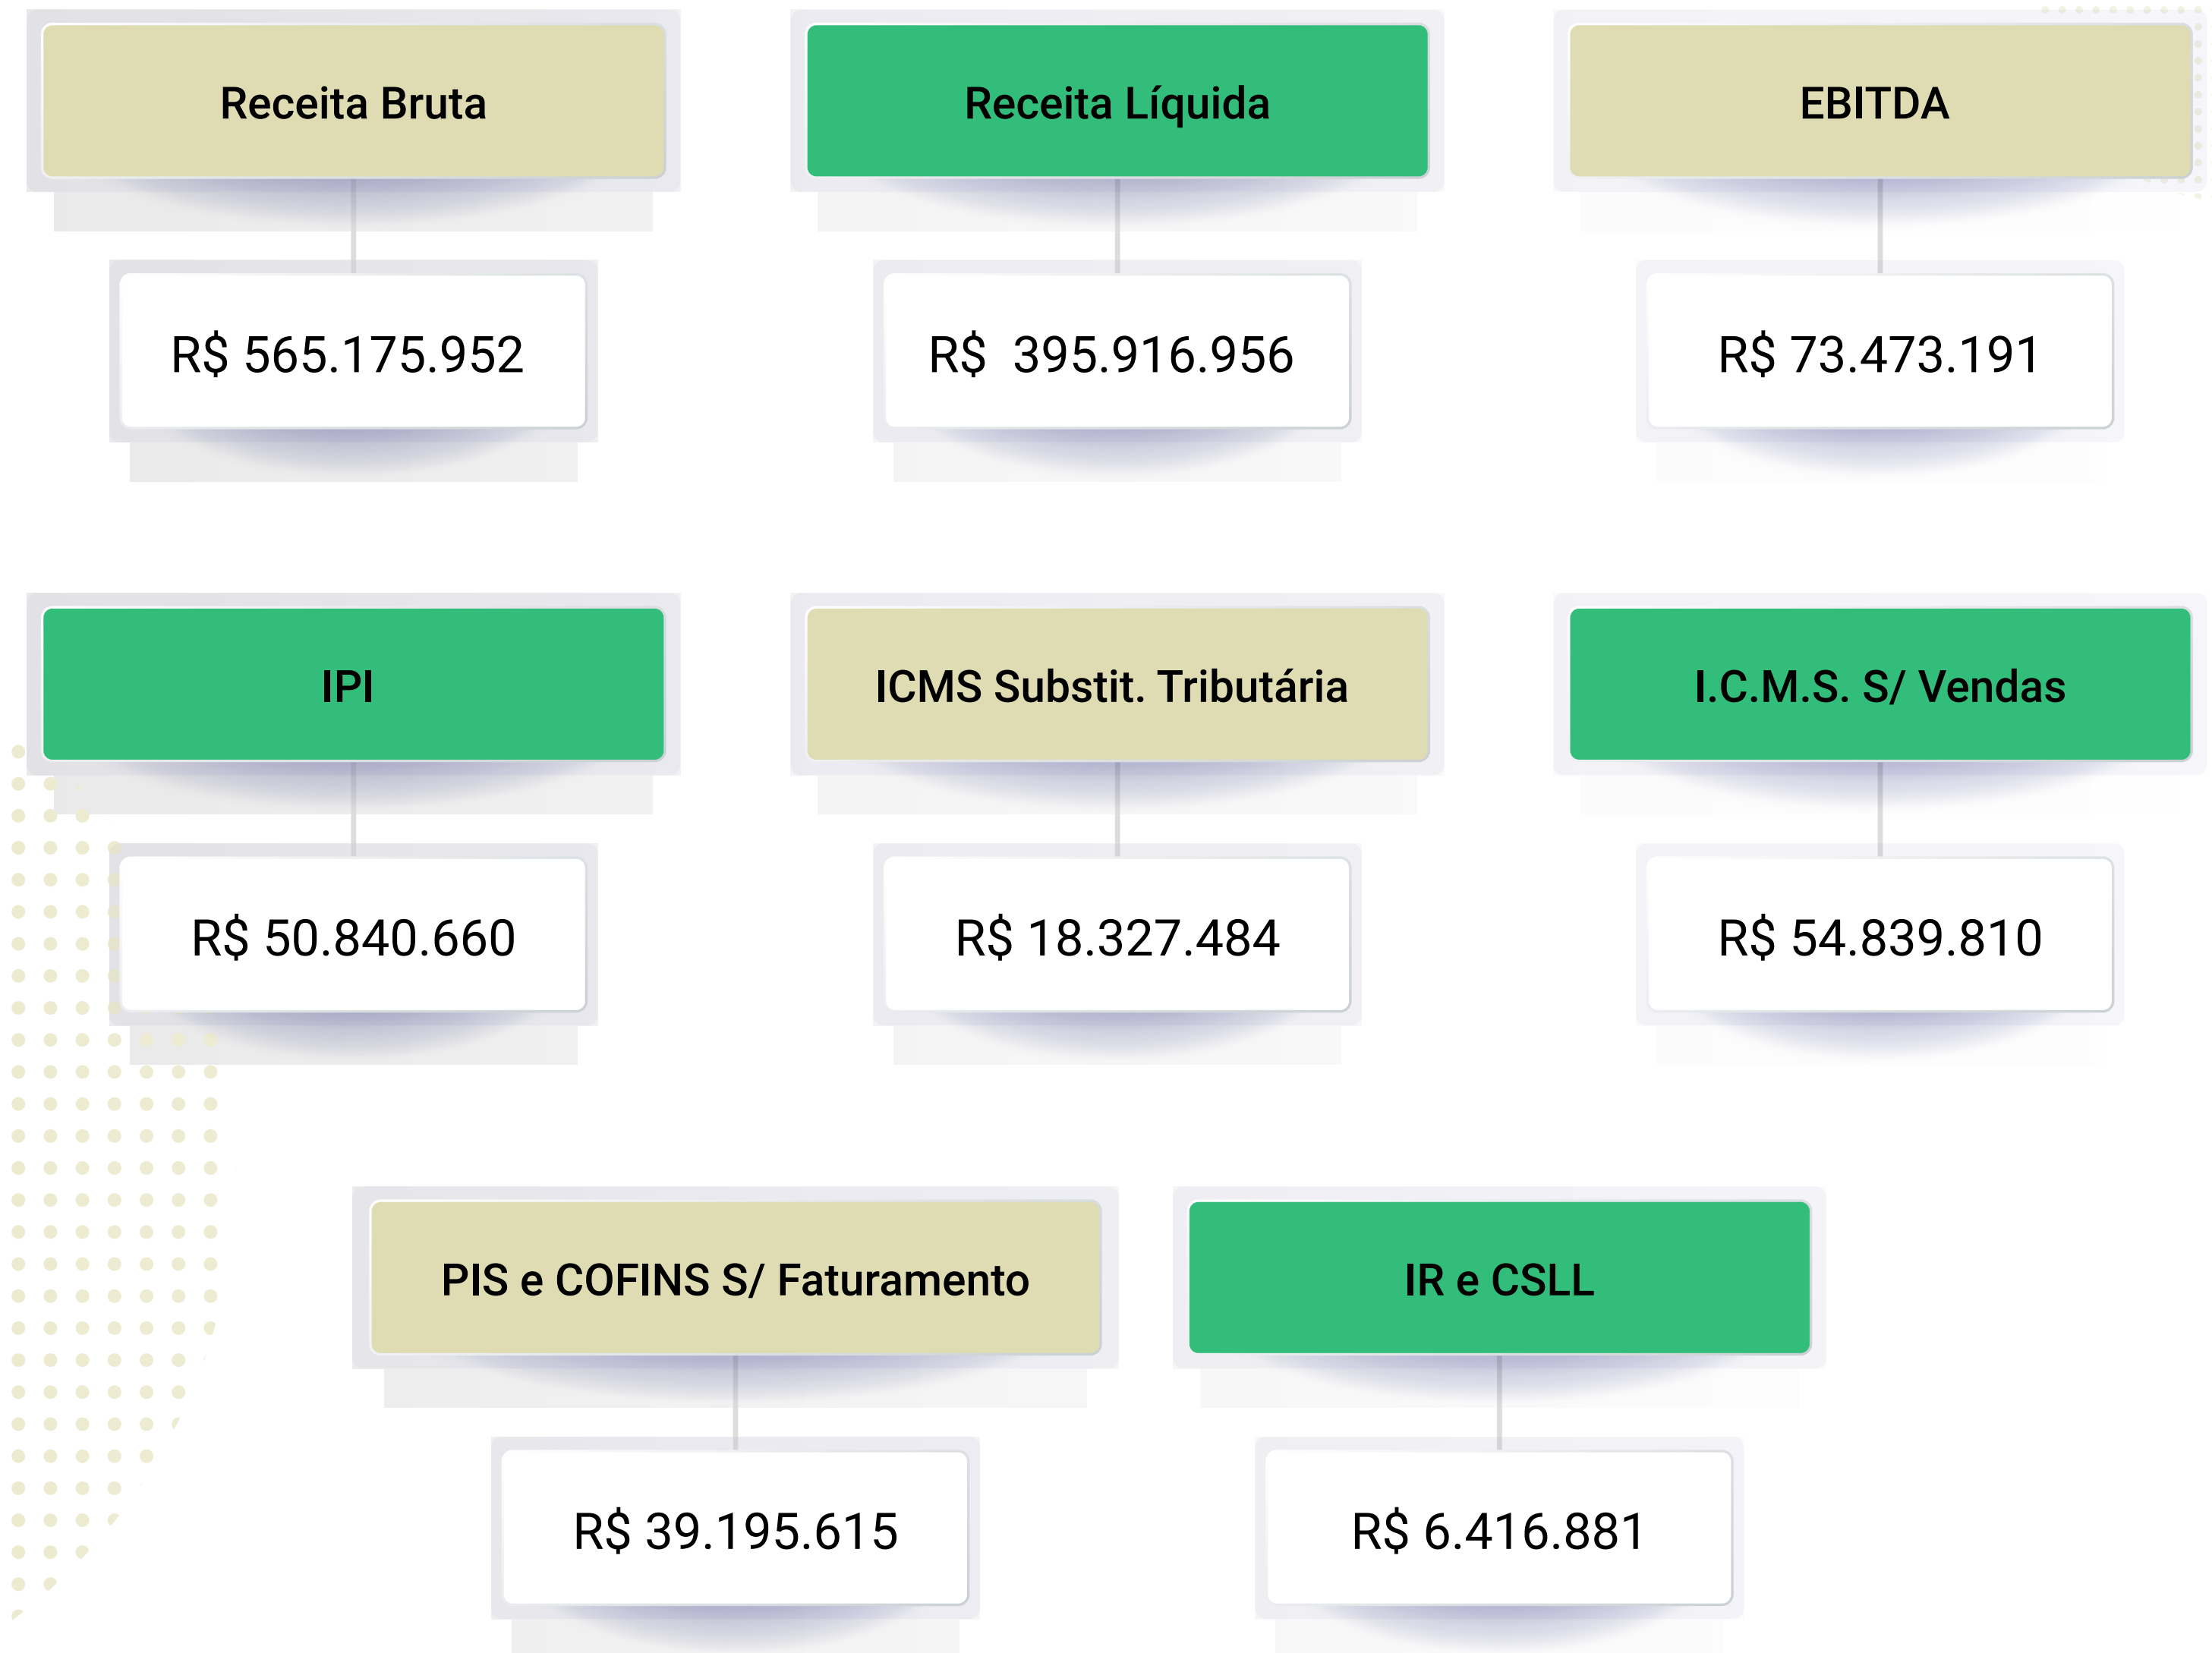 Receita Bruta
R$ 565.175.952
Receita Líquida
R$ 395.916.956
EBITDA
R$ 73.473.191
IPI
R$ 50.840.660
ICMS Substit. Tributária
R$ 18.327.484
I.C.M.S. S/ Vendas
R$ 54.839.810
PIS e COFINS S/ Faturamento
R$ 39.195.615
IR e CSLL
R$ 6.416.881